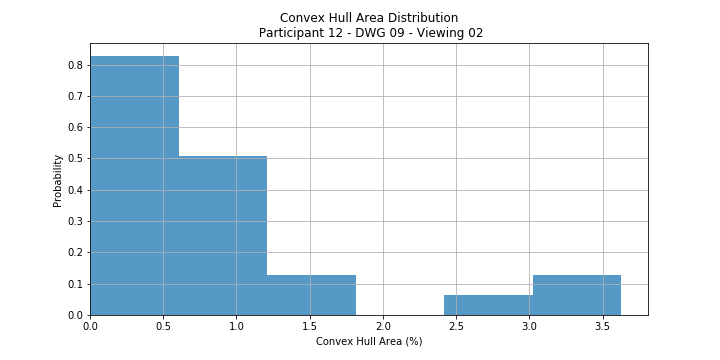 Convex Hull Area Distribution
Participant 12 - DWG 09 - Viewing 02
Probability
0.8
0.7
0.6
0.5
0.4
0.3
0.2
0.1
0.0
0.0 0.5 1.0 1.5 2.0 2.5 3.0 3.5
Convex Hull Area (%)